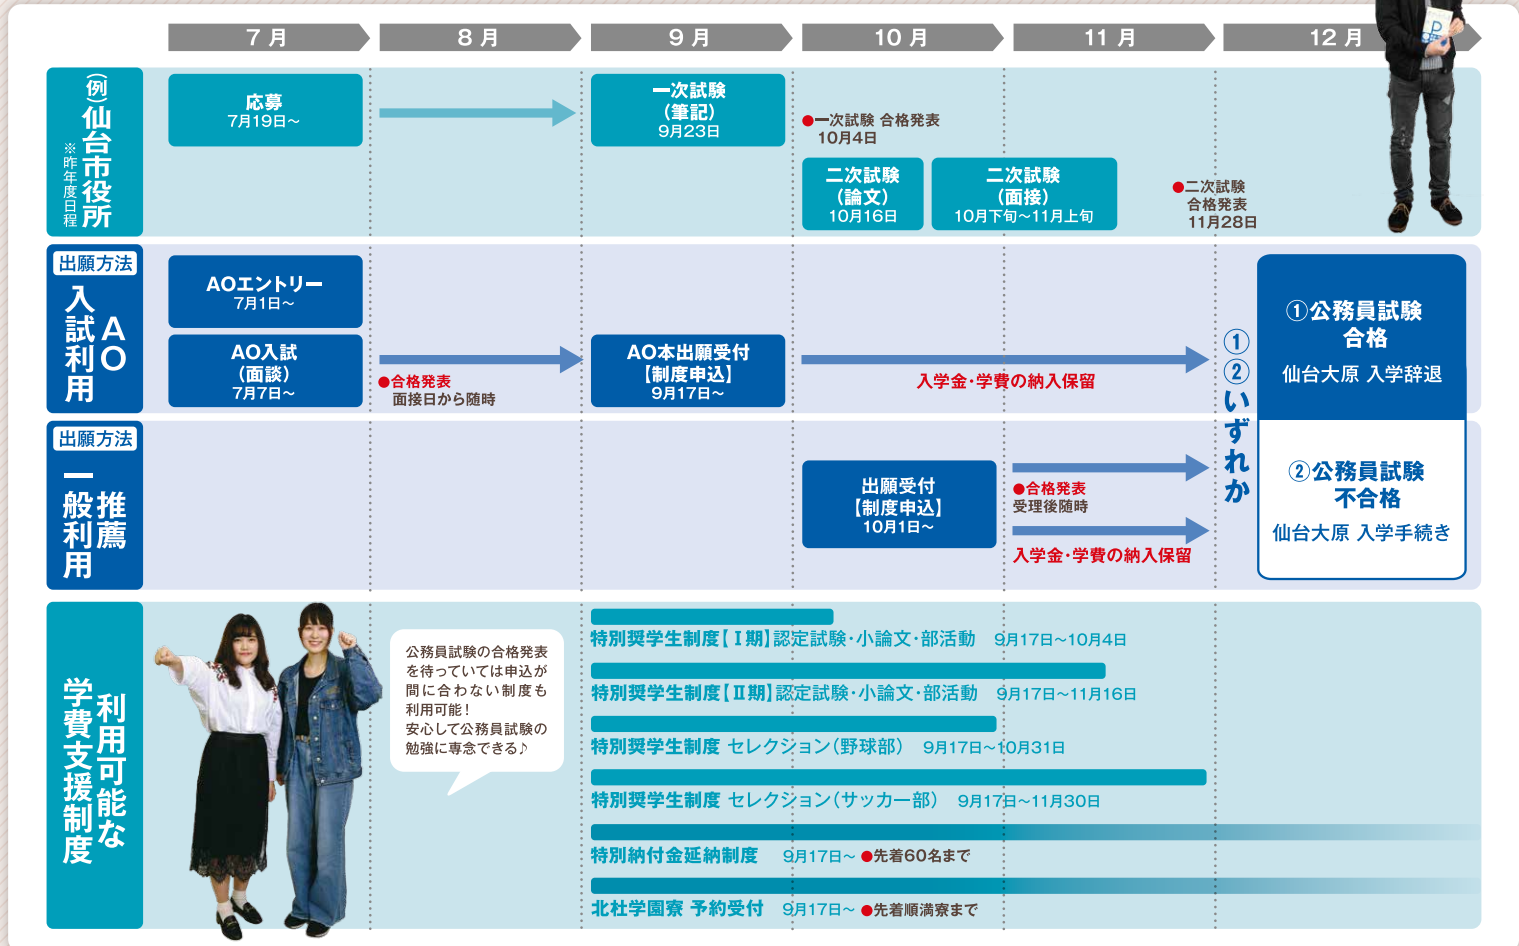 7月
8月
9月
10月
11月
12月
(例)仙台市役所
※昨年度日程
応募
7月19日～
一次試験
（筆記）
9月23日
●一次試験 合格発表
10月4日
二次試験
（論文）
10月16日
二次試験
（面接）
10月下旬～11月上旬
●二次試験
合格発表
11月28日
出願方法
AO
入試利用
AOエントリー
7月1日～
AO入試
（面談）
7月7日～
●合格発表
面接日から随時
AO本出願受付
【制度申込】
9月17日～
入学金・学費の納入保留
出願方法
推薦
一般利用
出願受付
【制度申込】
10月1日～
●合格発表
受理後随時
入学金・学費の納入保留
①②いずれか
①公務員試験
合格
仙台大原 入学辞退
②公務員試験
不合格
仙台大原 入学手続き
利用可能な
学費支援制度
公務員試験の合格発表
を待っていては申込が
間に合わない制度も
利用可能！
安心して公務員試験の
勉強に専念できる♪
特別奨学生制度【Ⅰ期】認定試験・小論文・部活動 9月17日～10月4日
特別奨学生制度【Ⅱ期】認定試験・小論文・部活動 9月17日～11月16日
特別奨学生制度 セレクション（野球部） 9月17日～10月31日
特別奨学生制度 セレクション（サッカー部） 9月17日～11月30日
特別納付金延納制度 9月17日～ ●先着60名まで
北杜学園寮 予約受付 9月17日～ ●先着順満寮まで